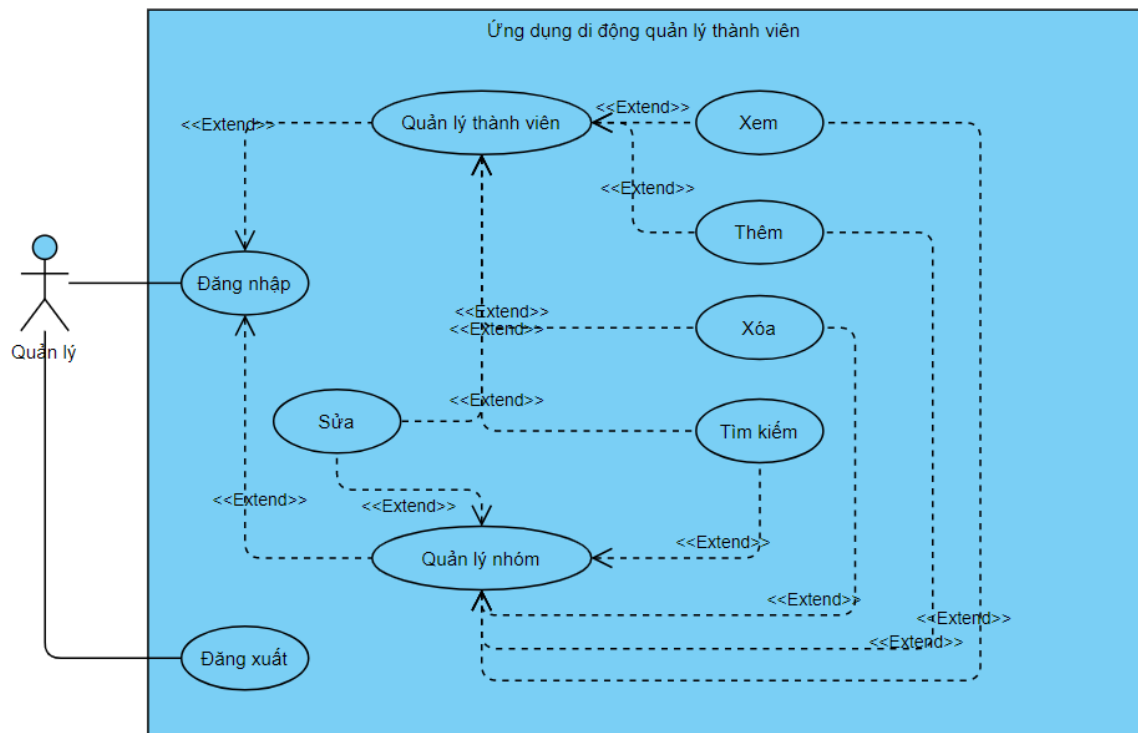 Ứng dụng di động quản lý thành viên
<<Extend>>
Quản lý thành viên
<<Extend>>
Xem
<<Extend>>
Thêm
Đăng nhập
Quản lý
<<Extend>>
<<Extend>>
Xóa
<<Extend>>
Sửa
Tìm kiếm
<<Extend>>
<<Extend>>
<<Extend>>
Quản lý nhóm
<<Extend>>
<<Extend>>
<<Extend>>
Đăng xuất